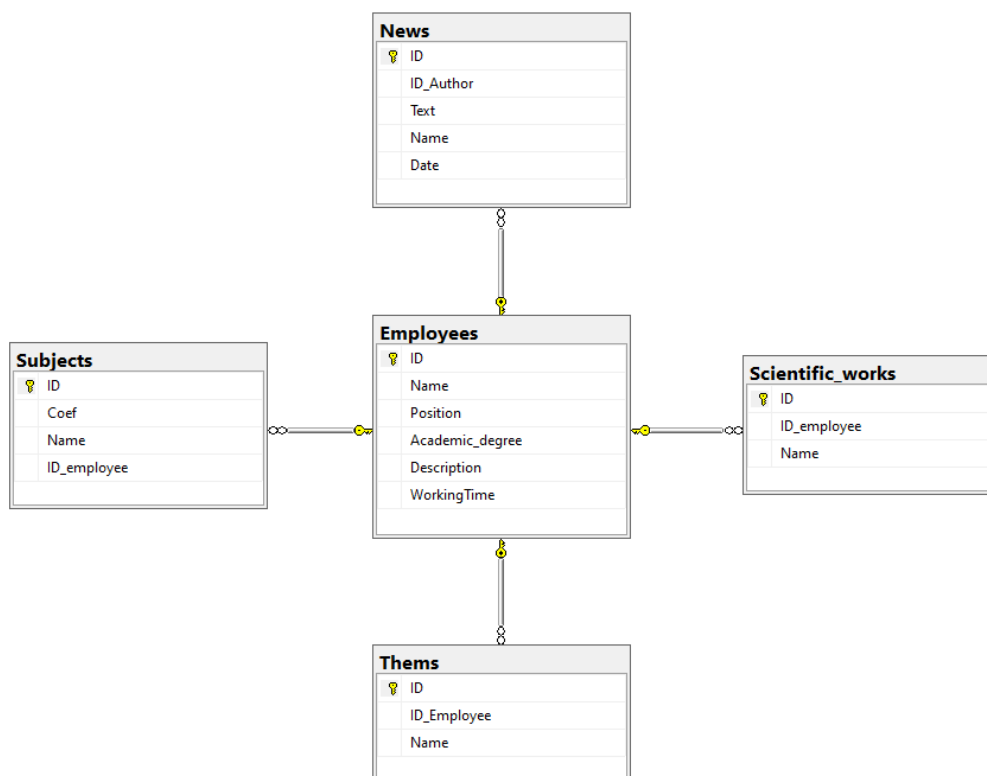 News
ID
ID_Author
Text
Name
Date
Employees
ID
Name
Position
Academic_degree
Description
WorkingTime
Subjects
ID
Coef
Name
ID_employee
Scientific_works
ID
ID_employee
Name
Thems
ID
ID_Employee
Name